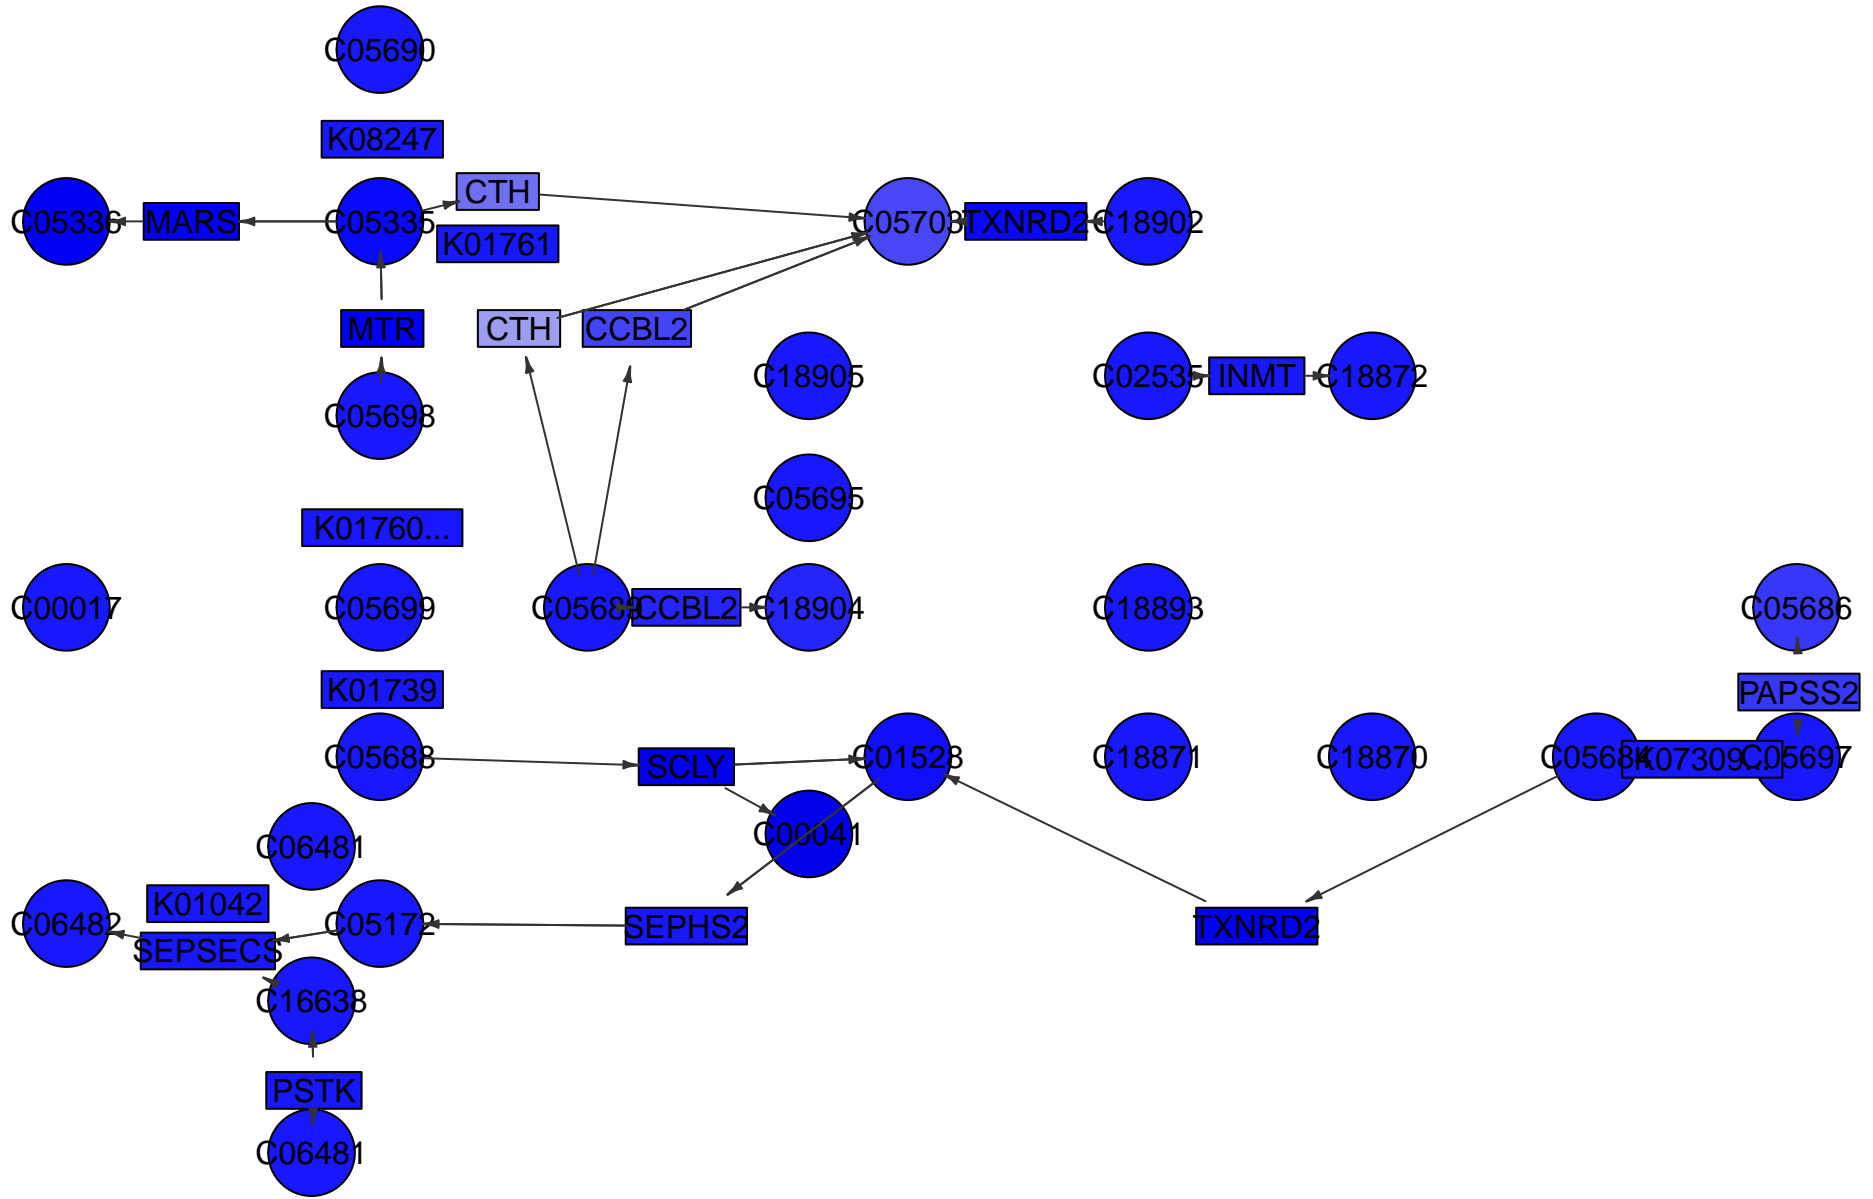 C05690
K08247
CTH
C05336
MARS
C05335
C05703
TXNRD2
C18902
K01761
MTR
CTH
CCBL2
C18905
C02535
INMT
C18872
C05698
C05695
K01760...
C00017
C05699
C05689
CCBL2
C18904
C18893
C05686
K01739
PAPSS2
C05688
SCLY
C01528
C18871
C18870
C05684
K07309...
C05697
C00041
C06481
K01042
C06482
C05172
SEPHS2
TXNRD2
SEPSECS
C16638
PSTK
C06481